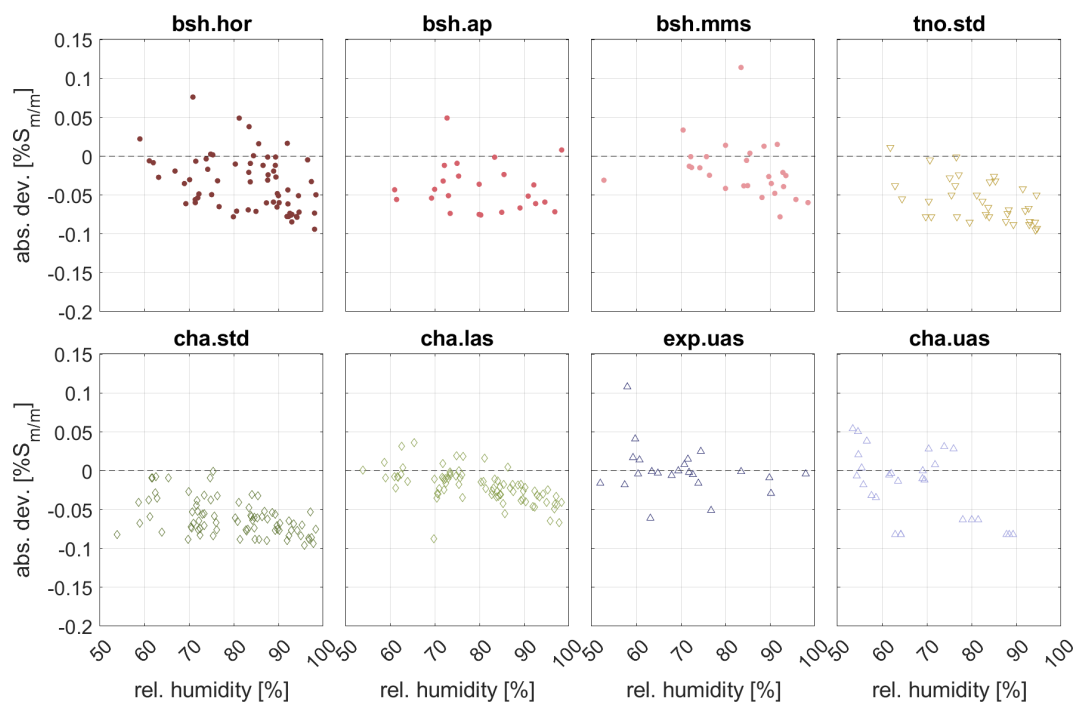 bsh.hor bsh.ap bsh.mms tno.std
0.15
0.1
0.05
0
-0.05
-0.1
-0.15
-0.2
abs. dev. [%S_{m/m}]
cha.std cha.las exp.uas cha.uas
0.15
0.1
0.05
0
-0.05
-0.1
-0.15
-0.2
abs. dev. [%S_{m/m}]
50 60 70 80 90 100 50 60 70 80 90 100 50 60 70 80 90 100 50 60 70 80 90 100
rel. humidity [%] rel. humidity [%] rel. humidity [%] rel. humidity [%]